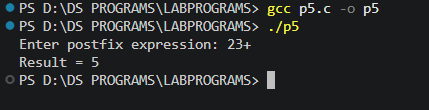 PS D:\DS PROGRAMS\LABPROGRAMS> gcc p5.c -o p5
PS D:\DS PROGRAMS\LABPROGRAMS> ./p5
Enter postfix expression: 23+
Result = 5
PS D:\DS PROGRAMS\LABPROGRAMS>